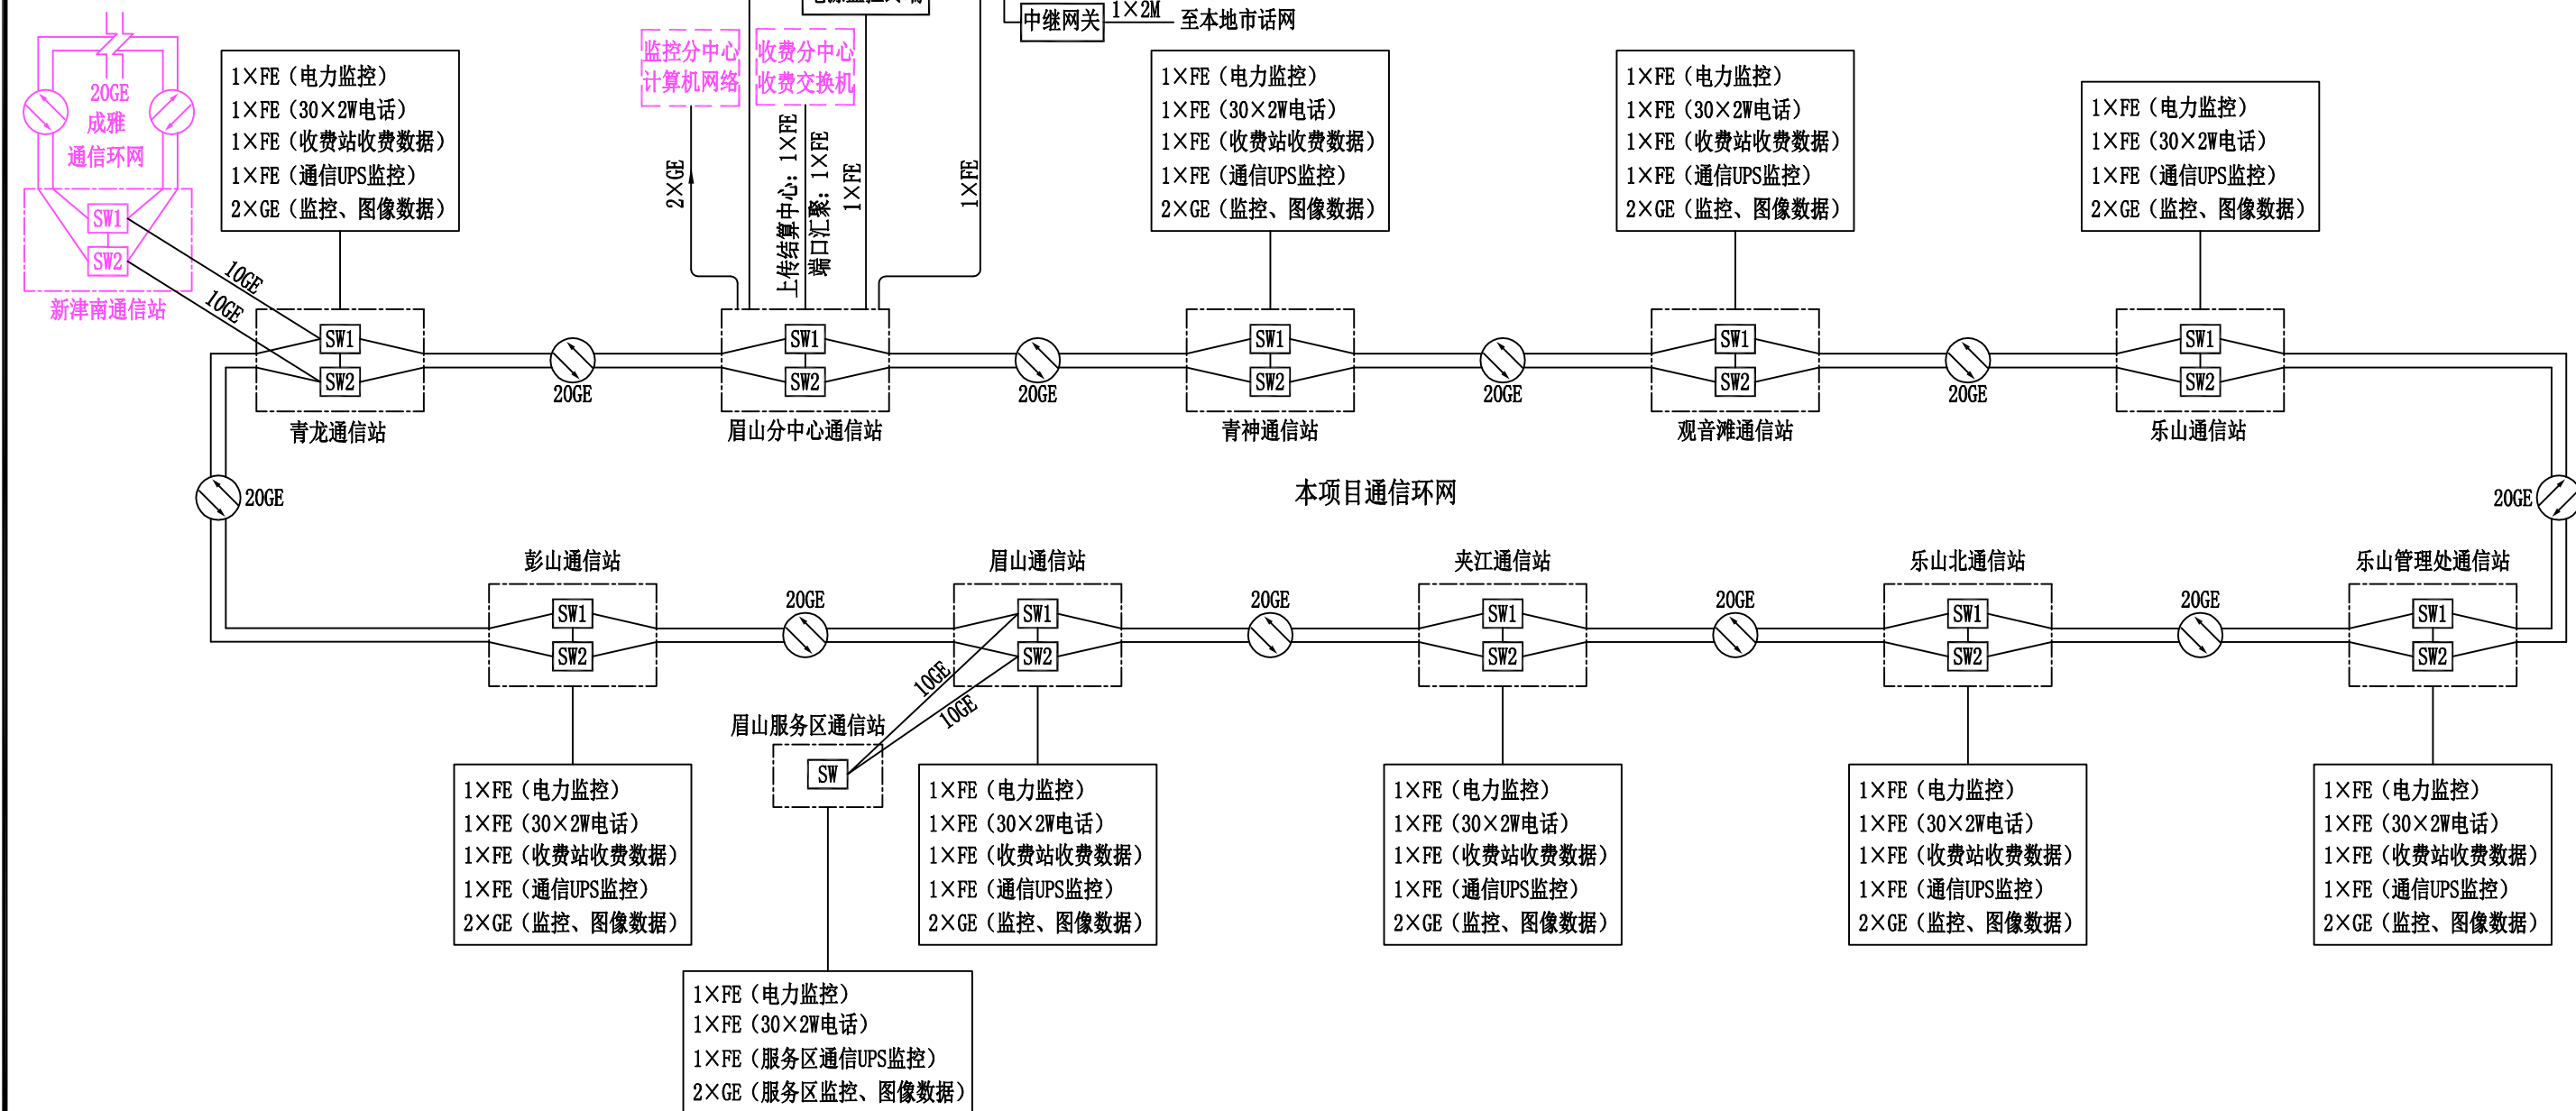 中继网关
1×2M
至本地市话网
20GE
成雅
通信环网
SW1
SW2
新津南通信站
10GE
10GE
1×FE（电力监控）
1×FE（30×2W电话）
1×FE（收费站收费数据）
1×FE（通信UPS监控）
2×GE（监控、图像数据）
监控分中心
计算机网络
收费分中心
收费交换机
2×GE
上传结算中心：1×FE
端口汇聚：1×FE
1×FE
1×FE
1×FE（电力监控）
1×FE（30×2W电话）
1×FE（收费站收费数据）
1×FE（通信UPS监控）
2×GE（监控、图像数据）
1×FE（电力监控）
1×FE（30×2W电话）
1×FE（收费站收费数据）
1×FE（通信UPS监控）
2×GE（监控、图像数据）
1×FE（电力监控）
1×FE（30×2W电话）
1×FE（通信UPS监控）
2×GE（监控、图像数据）
SW1
SW2
青龙通信站
20GE
SW1
SW2
眉山分中心通信站
20GE
SW1
SW2
青神通信站
20GE
SW1
SW2
观音滩通信站
20GE
SW1
SW2
乐山通信站
20GE
本项目通信环网
20GE
彭山通信站
SW1
SW2
20GE
眉山通信站
SW1
SW2
20GE
夹江通信站
SW1
SW2
20GE
乐山北通信站
SW1
SW2
20GE
乐山管理处通信站
SW1
SW2
10GE
10GE
眉山服务区通信站
SW
1×FE（电力监控）
1×FE（30×2W电话）
1×FE（收费站收费数据）
1×FE（通信UPS监控）
2×GE（监控、图像数据）
1×FE（电力监控）
1×FE（30×2W电话）
1×FE（收费站收费数据）
1×FE（通信UPS监控）
2×GE（监控、图像数据）
1×FE（电力监控）
1×FE（30×2W电话）
1×FE（收费站收费数据）
1×FE（通信UPS监控）
2×GE（监控、图像数据）
1×FE（电力监控）
1×FE（30×2W电话）
1×FE（收费站收费数据）
1×FE（通信UPS监控）
2×GE（监控、图像数据）
1×FE（电力监控）
1×FE（30×2W电话）
1×FE（收费站收费数据）
1×FE（通信UPS监控）
2×GE（监控、图像数据）
1×FE（电力监控）
1×FE（30×2W电话）
1×FE（服务区通信UPS监控）
2×GE（服务区监控、图像数据）